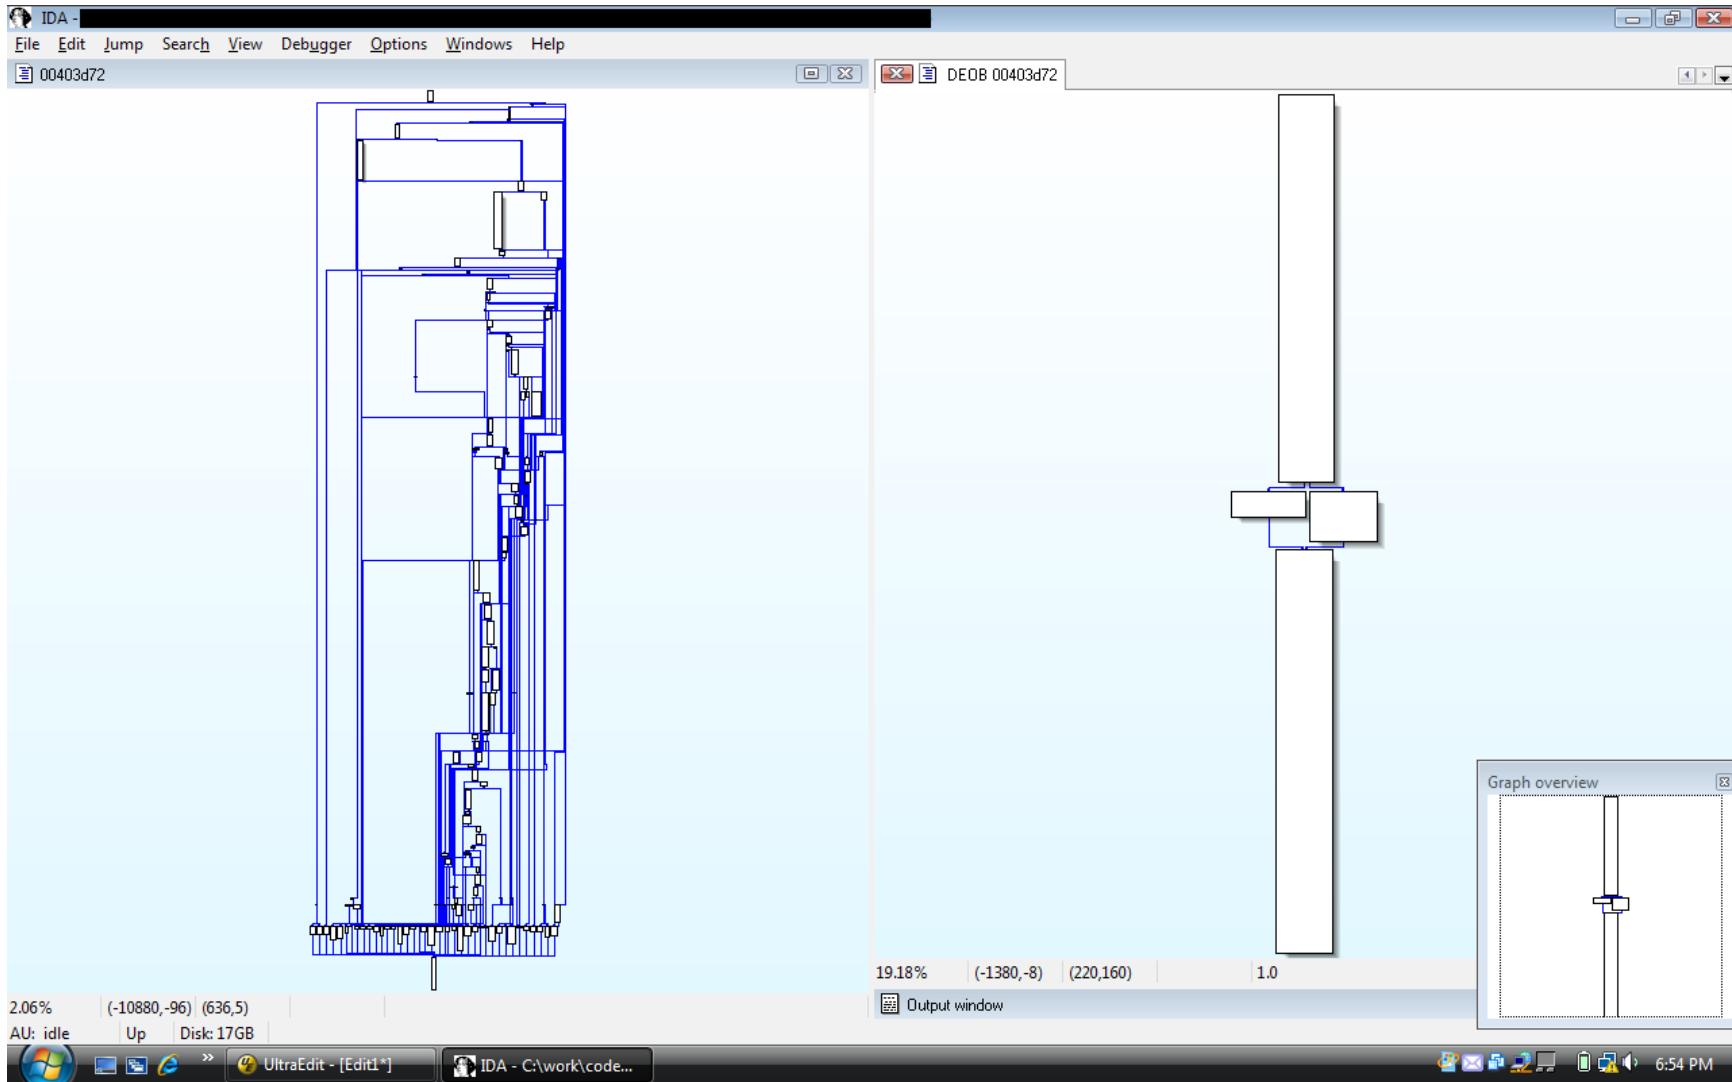 IDA -
File Edit Jump Search View Debugger Options Windows Help
00403d72
DEOB 00403d72
Graph overview
19.18% (-1380,-8) (220,160) 1.0
Output window
2.06% (-10880,-96) (636,5)
AU: idle Up Disk: 17GB
» UltraEdit - [Edit1*] IDA - C:\work\code... 6:54 PM